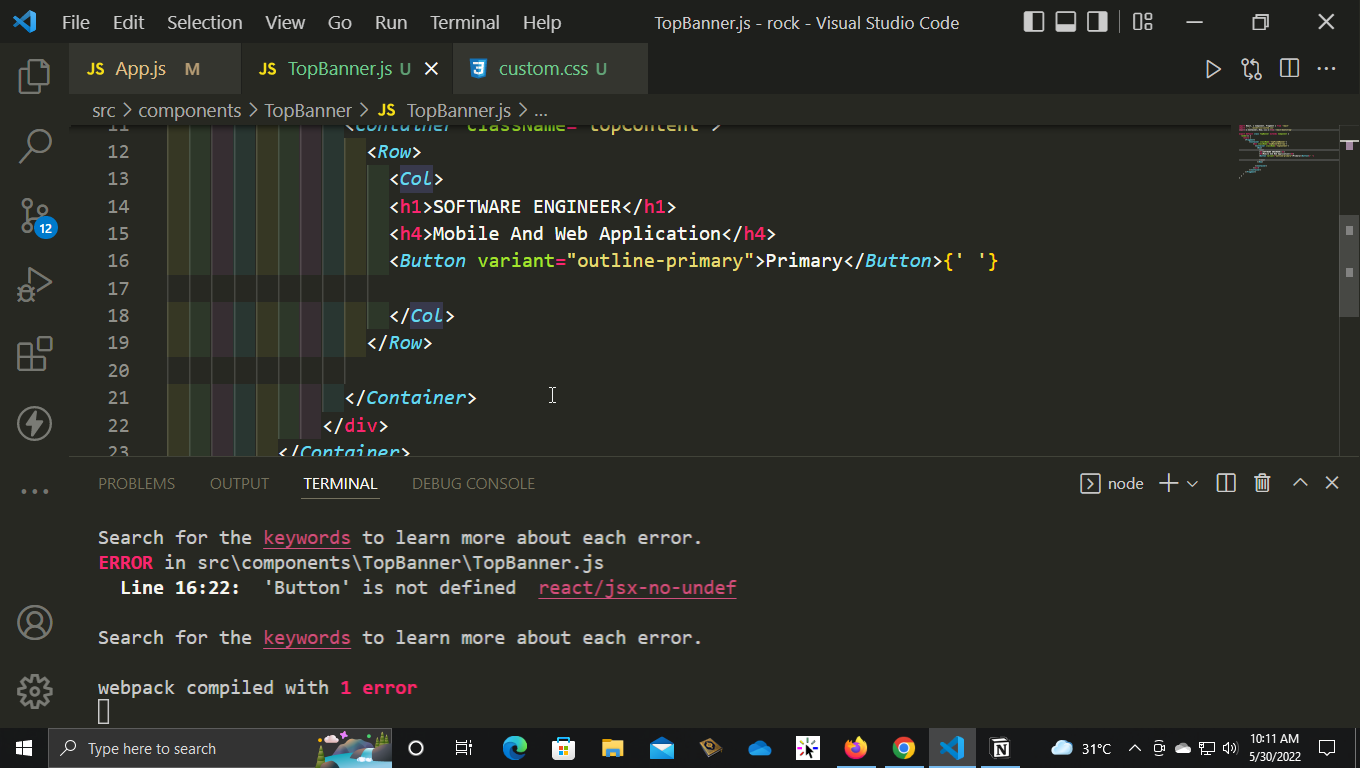 File Edit Selection View Go Run Terminal Help TopBanner.js - rock - Visual Studio Code
JS App.js M JS TopBanner.js U custom.css U
src > components > TopBanner > JS TopBanner.js > ...
11 <Container className="topContent">
12 <Row>
13 <Col>
14 <h1>SOFTWARE ENGINEER</h1>
15 <h4>Mobile And Web Application</h4>
16 <Button variant="outline-primary">Primary</Button>{' '}
17
18 </Col>
19 </Row>
20
21 </Container>
22 </div>
23 </Container>
12
PROBLEMS OUTPUT TERMINAL DEBUG CONSOLE node
Search for the keywords to learn more about each error.
ERROR in src\components\TopBanner\TopBanner.js
Line 16:22: 'Button' is not defined react/jsx-no-undef
Search for the keywords to learn more about each error.
webpack compiled with 1 error
Type here to search 31°C 10:11 AM
5/30/2022